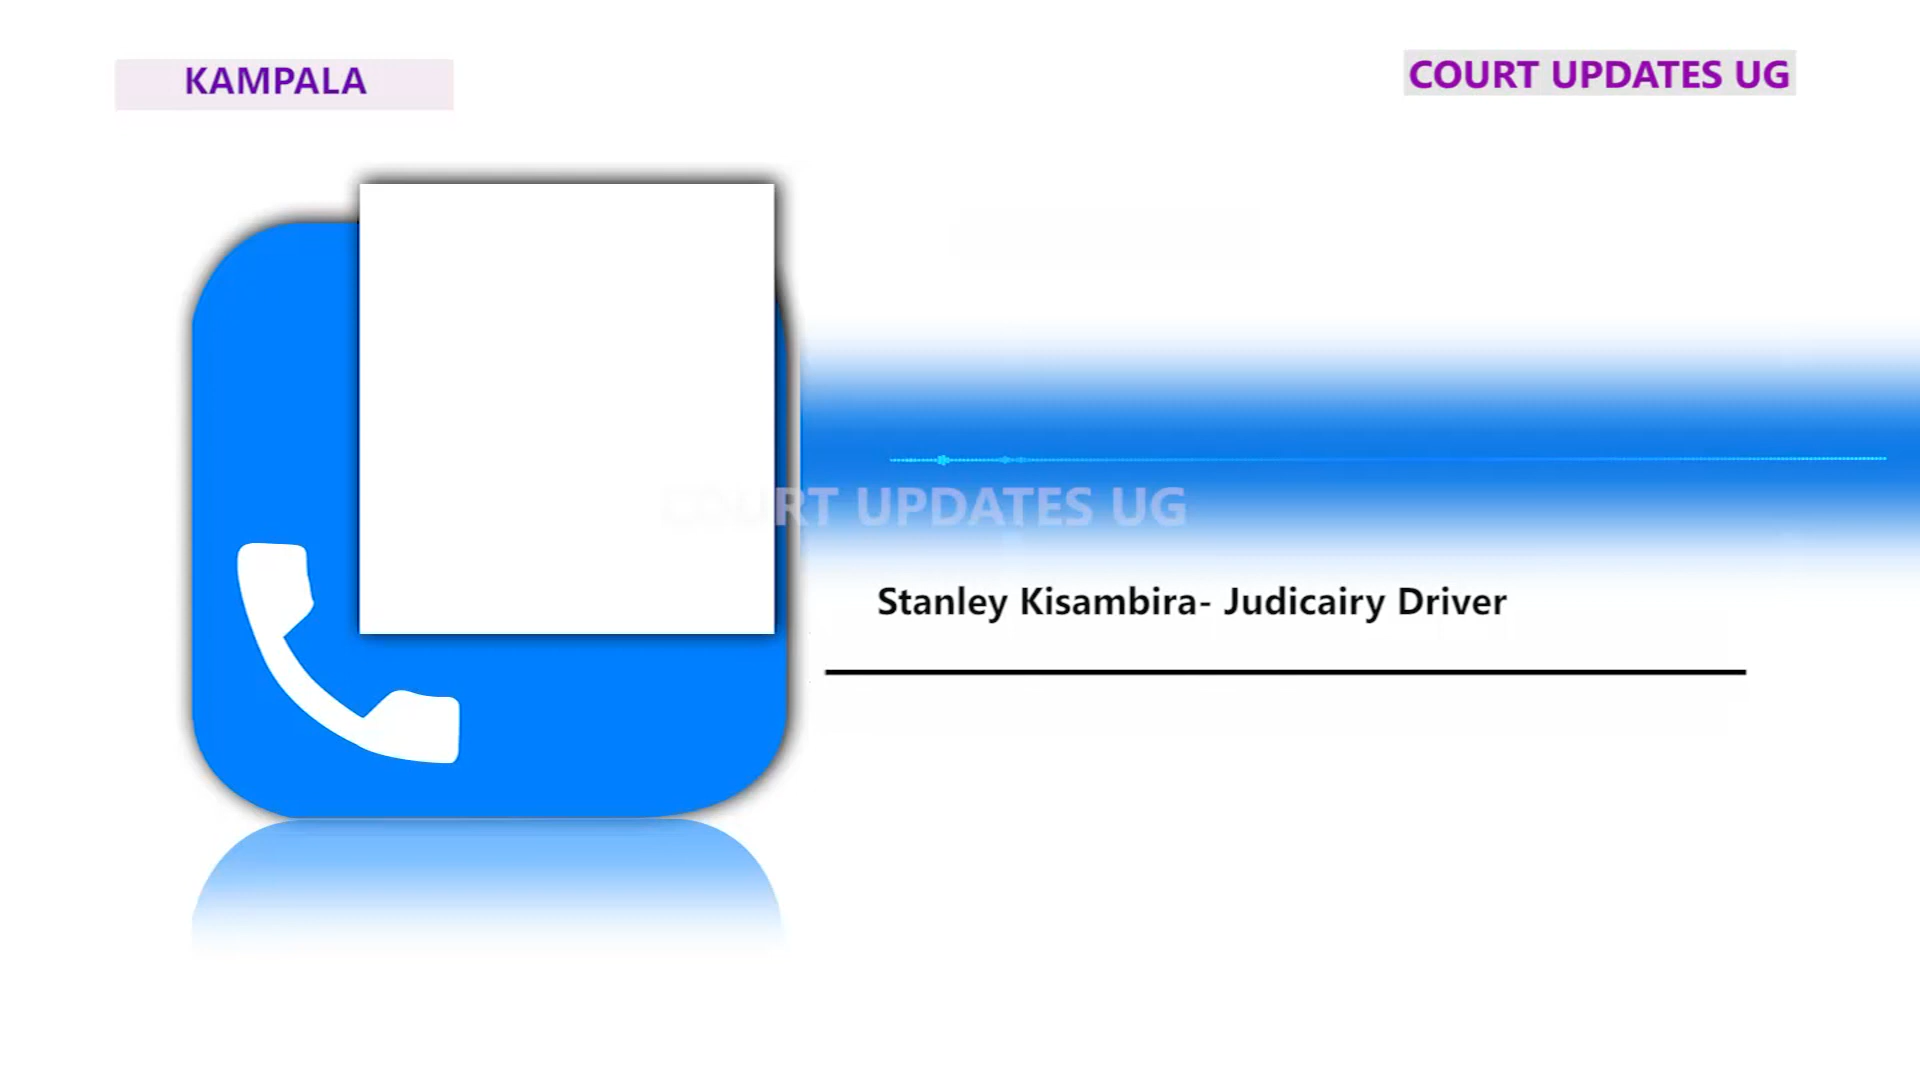 KAMPALA
COURT UPDATES UG
COURT UPDATES UG
Stanley Kisambira- Judicairy Driver